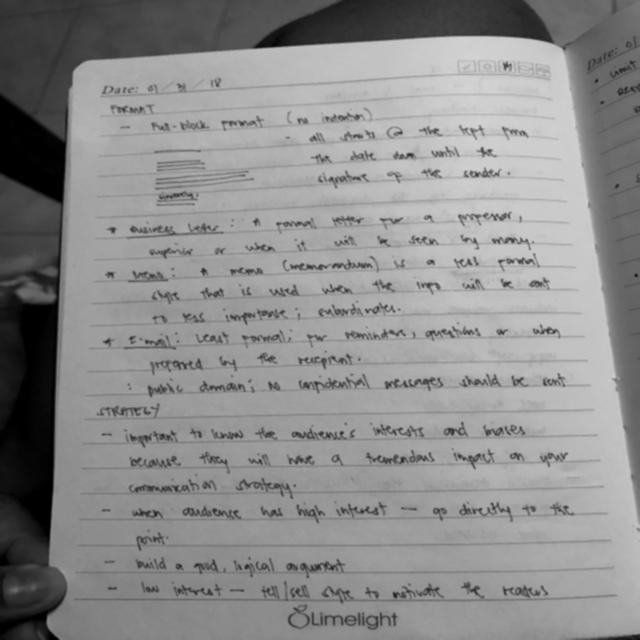 Date: 01 / 31 / 18
FORMAT
- Full-block format (no indention)
- all starts @ the left from
the date down until the
signature of the sender.
Sincerely,
* Business Letter : A formal letter for a professor,
superior or when it will be seen by many.
* Memo : A memo (memorandum) is a less formal
style that is used when the info will be sent
to less importance ; subordinates.
* E-mail : Least formal ; for reminders, questions or when
preferred by the recipient.
: public domain ; no confidential messages should be sent
STRATEGY
- important to know the audience's interests and biases
because they will have a tremendous impact on your
communication strategy.
- when audience has high interest — go directly to the
point.
- build a good, logical argument
- low interest — tell/sell style to motivate the readers
Limelight
Date: 01
• limit